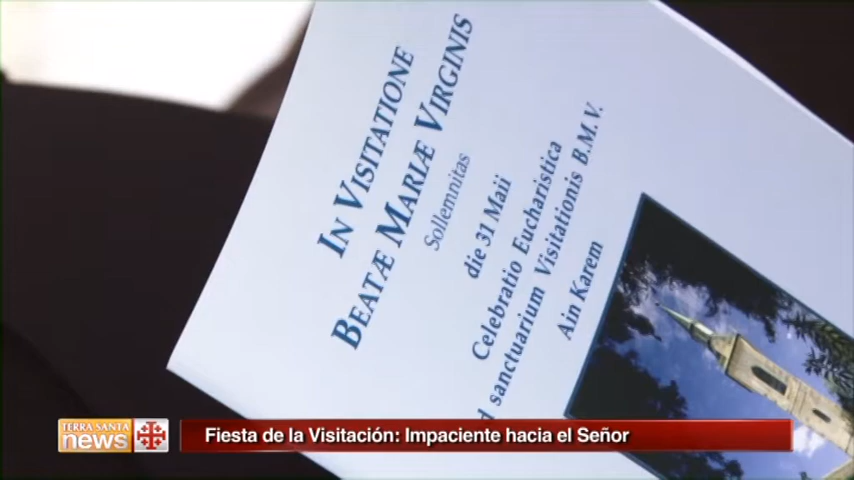 IN VISITATIONE
BEATÆ MARIÆ VIRGINIS
Sollemnitas
die 31 Maii
Celebratio Eucharistica
sanctuarium Visitationis B.M.V.
Ain Karem
TERRA SANTA
news
Fiesta de la Visitación: Impaciente hacia el Señor